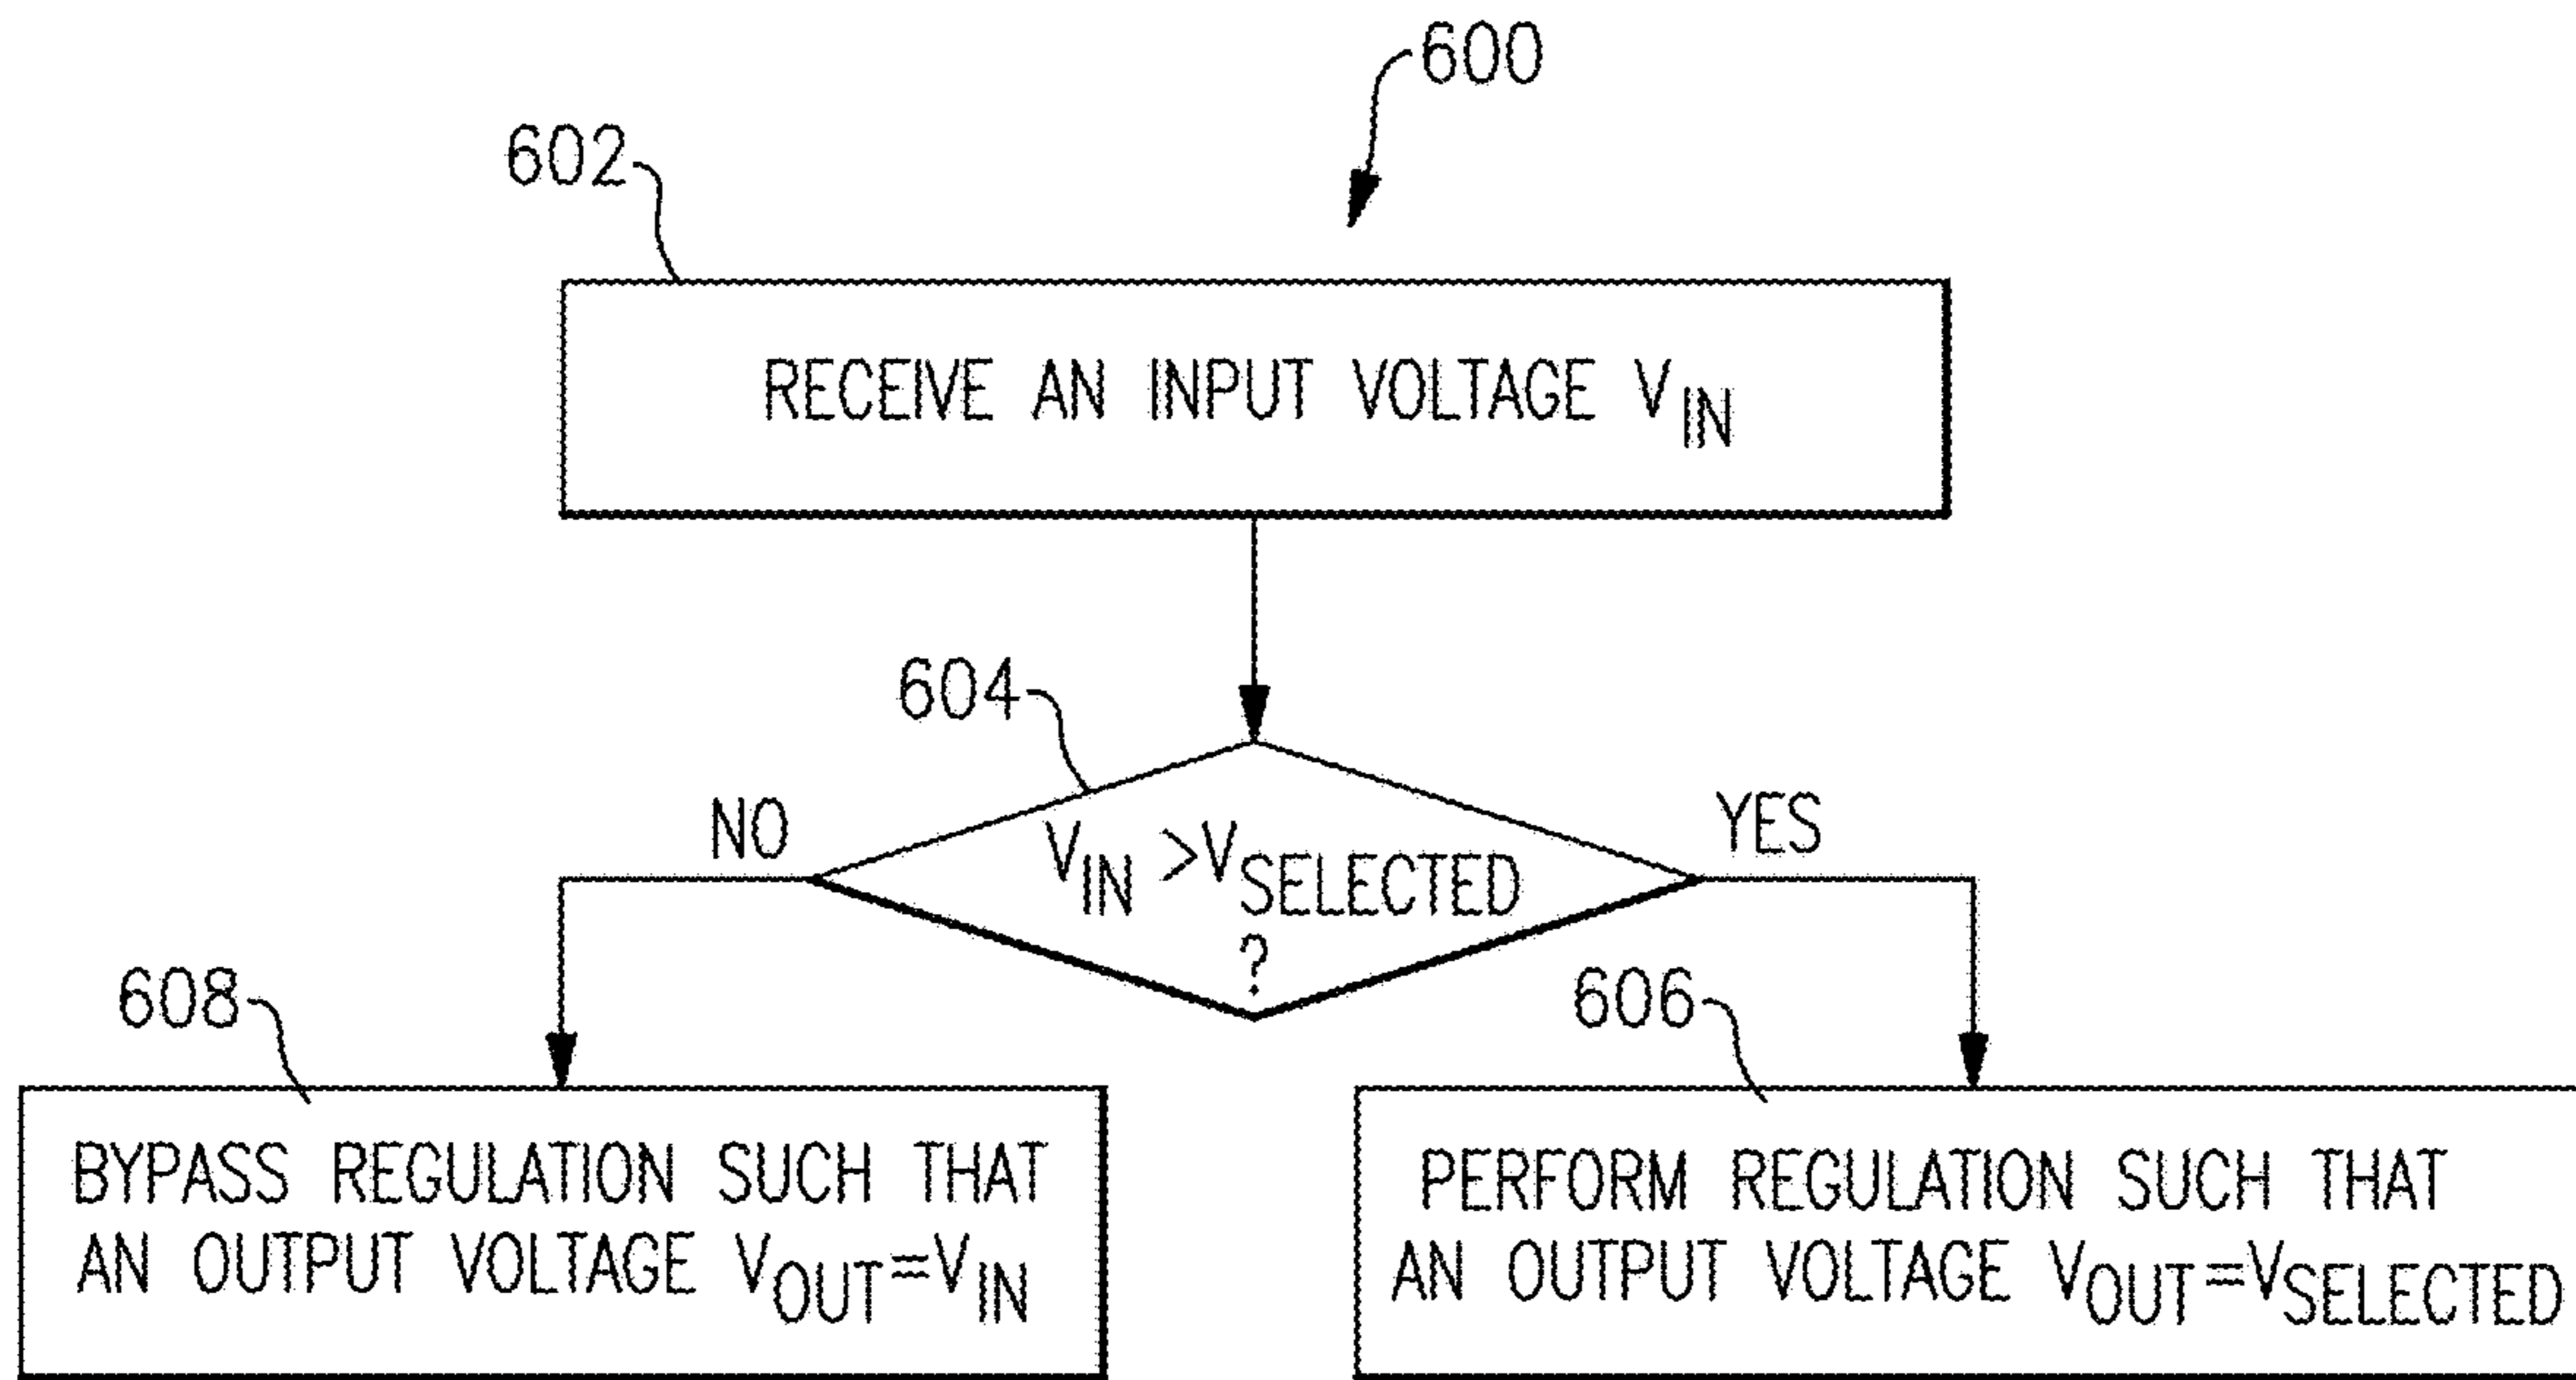 600
602
RECEIVE AN INPUT VOLTAGE VIN
604
NO
YES
VIN >VSELECTED
?
608
606
BYPASS REGULATION SUCH THAT
AN OUTPUT VOLTAGE VOUT=VIN
PERFORM REGULATION SUCH THAT
AN OUTPUT VOLTAGE VOUT=VSELECTED